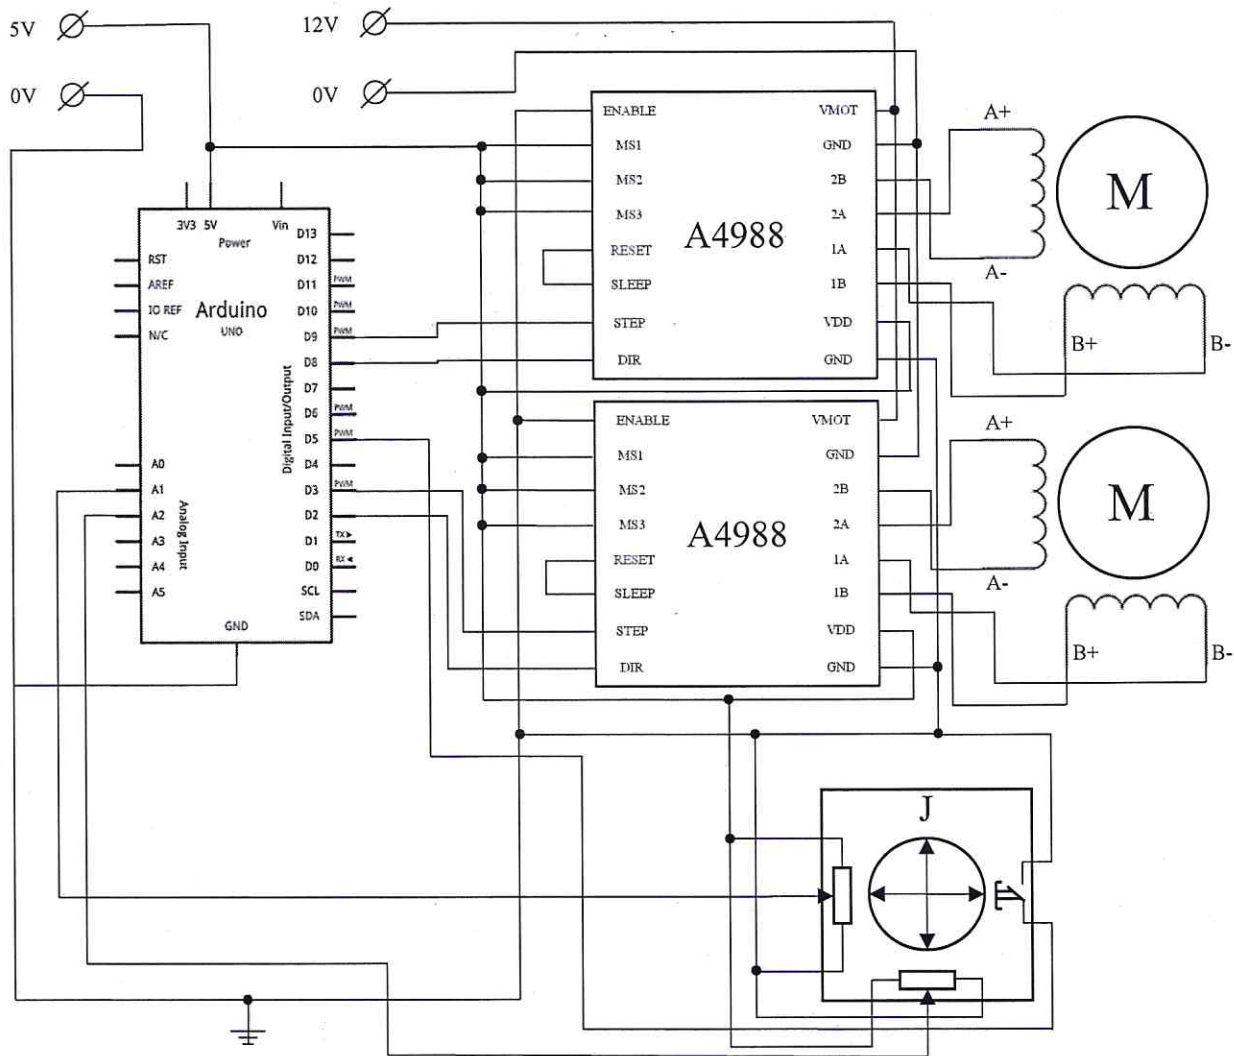 5V
12V
0V
0V
3V3 5V Vin
Power
RST
AREF
IO REF
N/C
Arduino
UNO
D13
D12
D11 PWM
D10 PWM
D9 PWM
D8
D7
D6 PWM
D5 PWM
D4
D3 PWM
D2
D1 TX▶
D0 RX◀
SCL
SDA
Digital Input/Output
A0
A1
A2
A3
A4
A5
Analog Input
GND
ENABLE
MS1
MS2
MS3
RESET
SLEEP
STEP
DIR
A4988
VMOT
GND
2B
2A
1A
1B
VDD
GND
A+
A-
M
B+ B-
ENABLE
MS1
MS2
MS3
RESET
SLEEP
STEP
DIR
A4988
VMOT
GND
2B
2A
1A
1B
VDD
GND
A+
A-
M
B+ B-
J